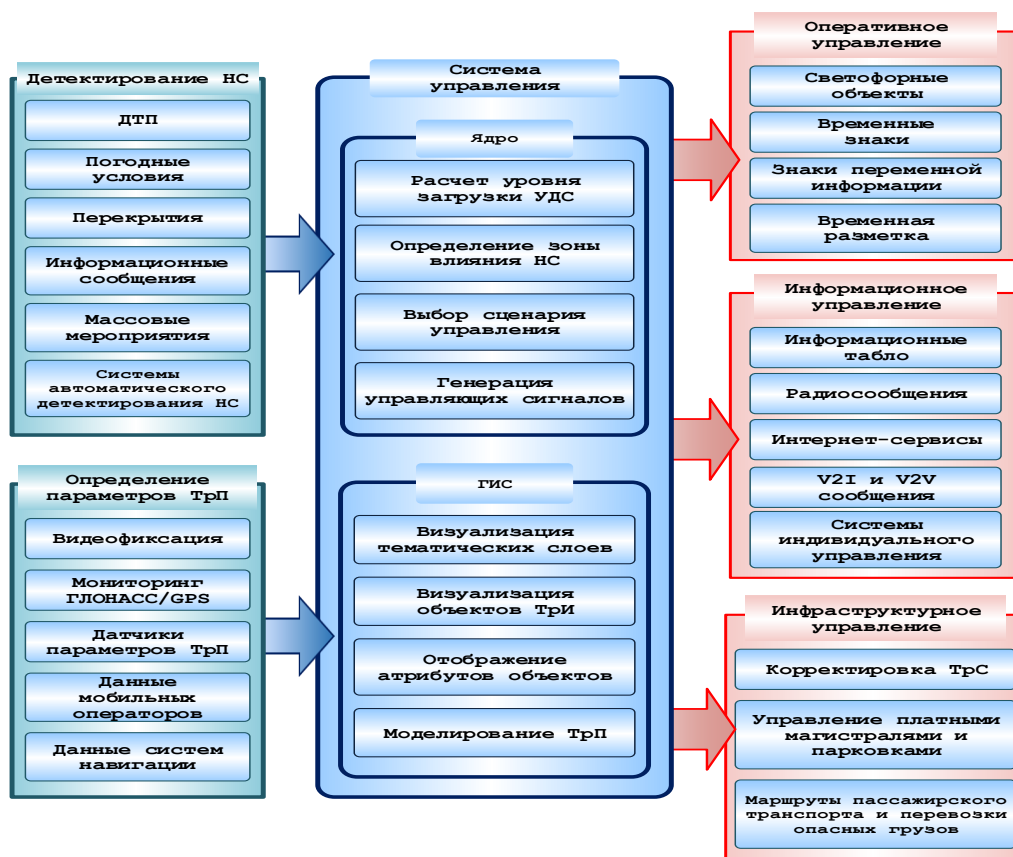 Детектирование НС
ДТП
Погодные
условия
Перекрытия
Информационные
сообщения
Массовые
мероприятия
Системы
автоматического
детектирования НС
Определение
параметров ТрП
Видеофиксация
Мониторинг
ГЛОНАСС/GPS
Датчики
параметров ТрП
Данные
мобильных
операторов
Данные систем
навигации
Система
управления
Ядро
Расчет уровня
загрузки УДС
Определение зоны
влияния НС
Выбор сценария
управления
Генерация
управляющих сигналов
ГИС
Визуализация
тематических слоев
Визуализация
объектов ТрИ
Отображение
атрибутов объектов
Моделирование ТрП
Оперативное
управление
Светофорные
объекты
Временные
знаки
Знаки переменной
информации
Временная
разметка
Информационное
управление
Информационные
табло
Радиосообщения
Интернет-сервисы
V2I и V2V
сообщения
Системы
индивидуального
управления
Инфраструктурное
управление
Корректировка ТрС
Управление платными
магистралями и
парковками
Маршруты пассажирского
транспорта и перевозки
опасных грузов